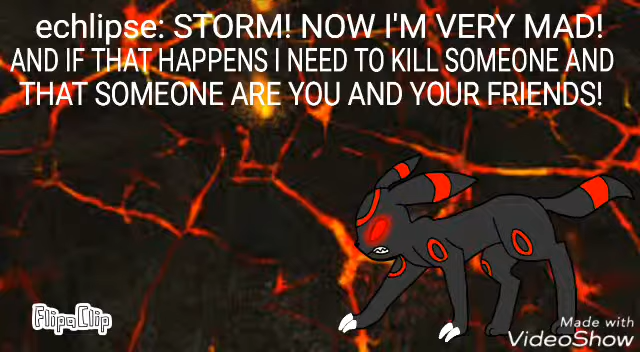 echlipse: STORM! NOW I'M VERY MAD!
AND IF THAT HAPPENS I NEED TO KILL SOMEONE AND
THAT SOMEONE ARE YOU AND YOUR FRIENDS!
FlipaClip
Made with
VideoShow